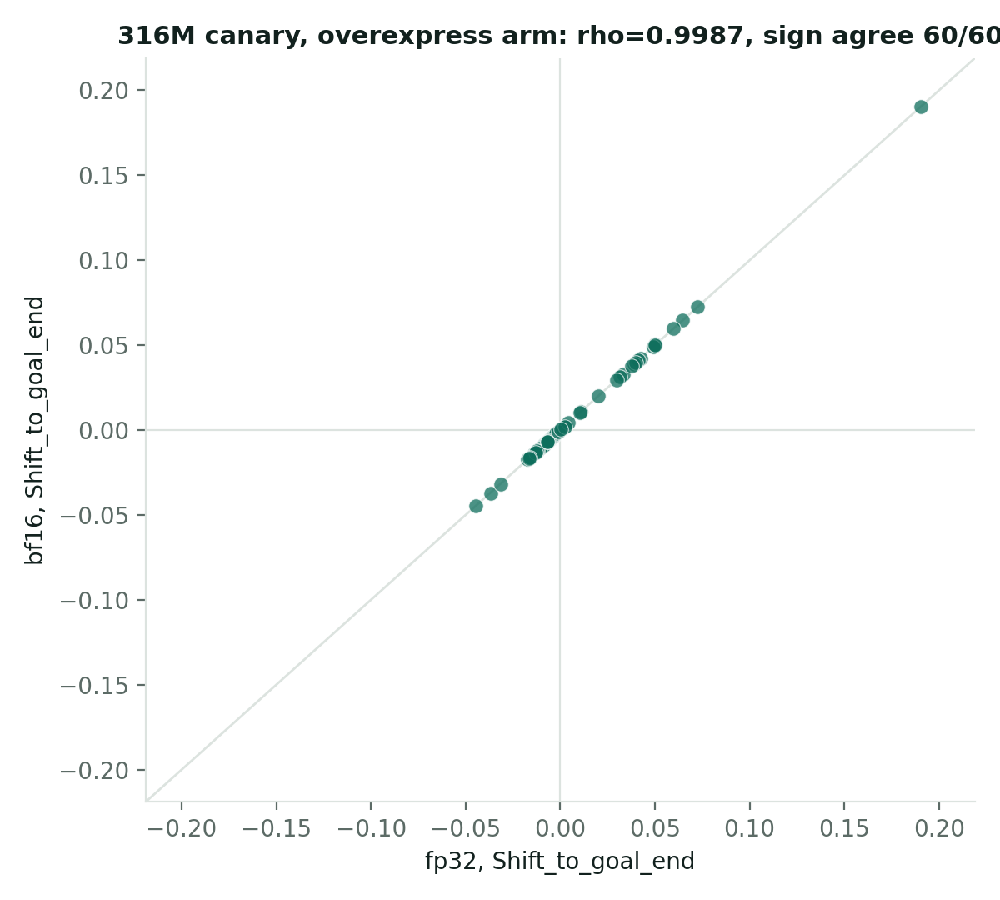 316M canary, overexpress arm: rho=0.9987, sign agree 60/60
0.20
0.15
0.10
0.05
0.00
−0.05
−0.10
−0.15
−0.20
bf16, Shift_to_goal_end
−0.20 −0.15 −0.10 −0.05 0.00 0.05 0.10 0.15 0.20
fp32, Shift_to_goal_end